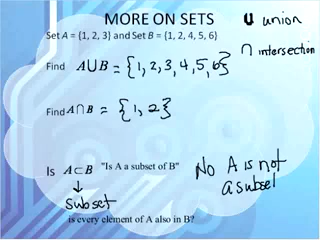 MORE ON SETS
U union
Set A = {1, 2, 3} and Set B = {1, 2, 4, 5, 6}
∩ intersection
Find A∪B = {1, 2, 3, 4, 5, 6}
Find A∩B = {1, 2}
Is A⊂B "Is A a subset of B"
No A is not
a subset
↓
subset
is every element of A also in B?